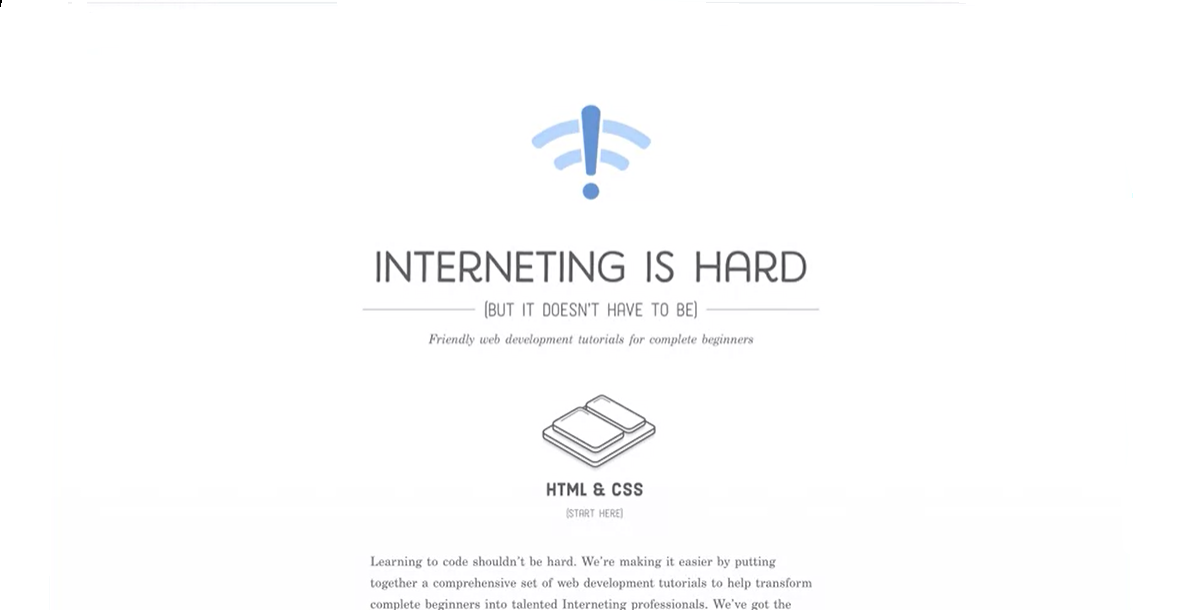 INTERNETING IS HARD
(BUT IT DOESN'T HAVE TO BE)
Friendly web development tutorials for complete beginners
HTML & CSS
(START HERE)
Learning to code shouldn't be hard. We're making it easier by putting
together a comprehensive set of web development tutorials to help transform
complete beginners into talented Interneting professionals. We've got the